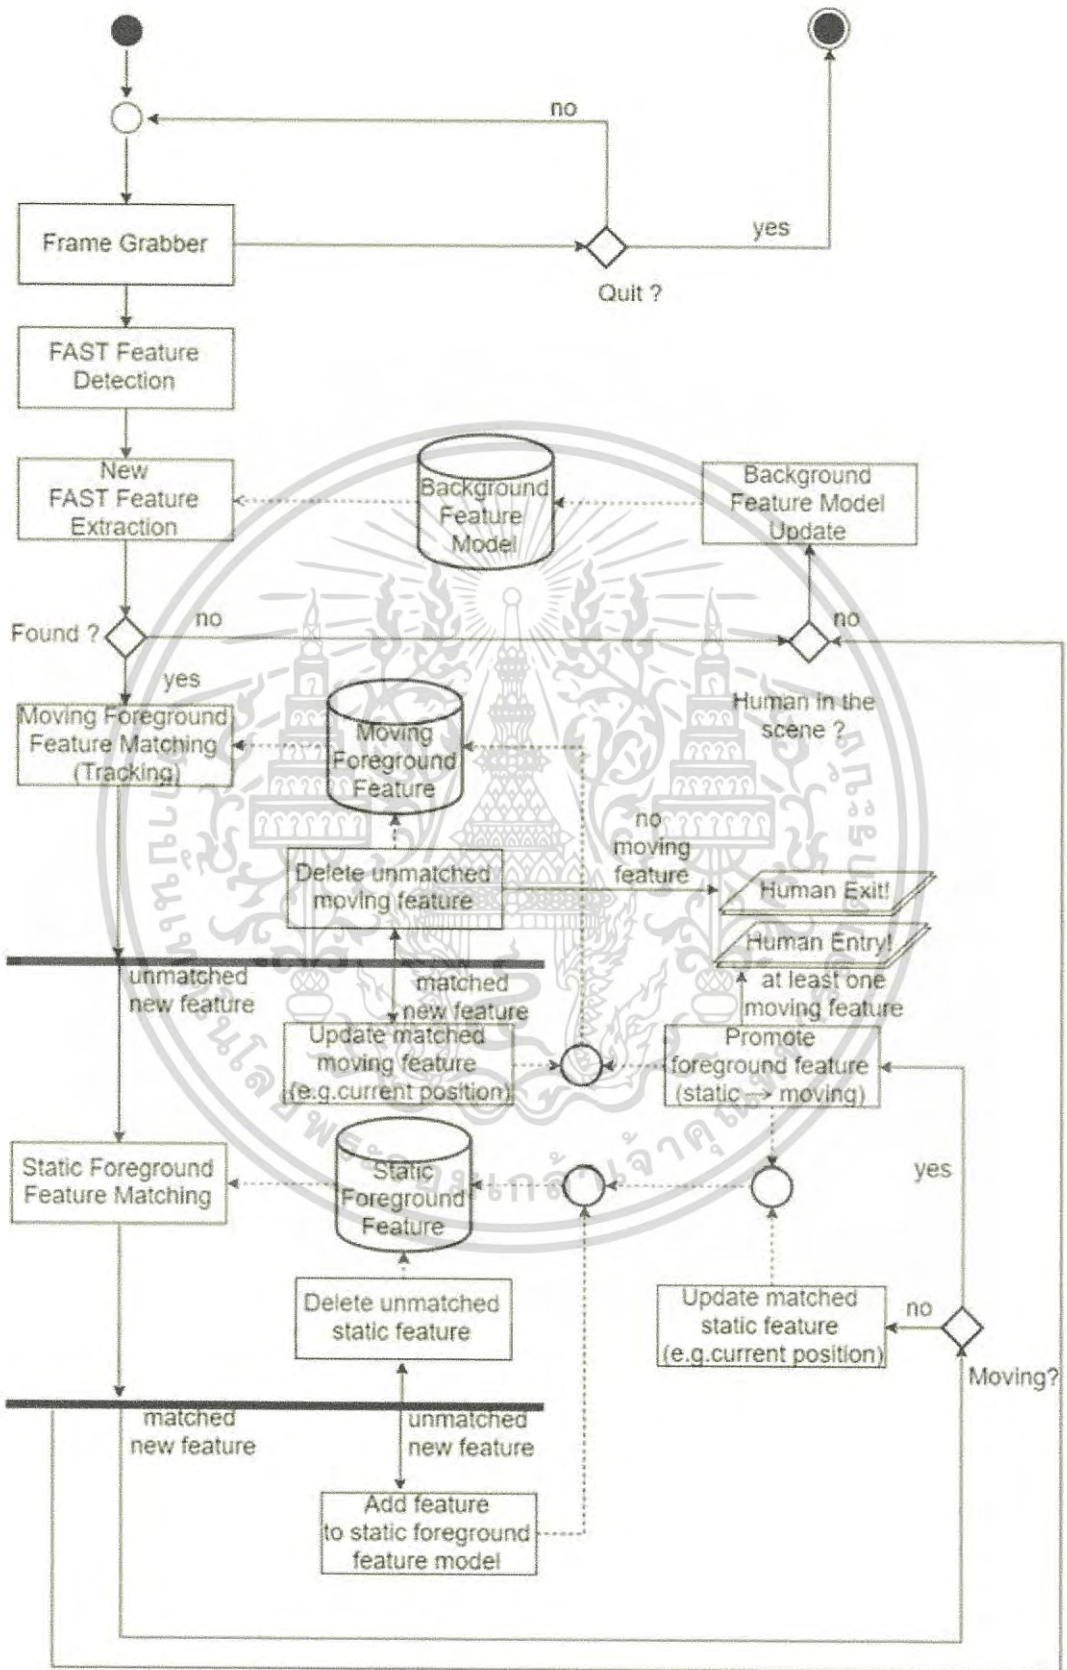 no
Frame Grabber
yes
Quit ?
FAST Feature
Detection
New
FAST Feature
Extraction
Background
Feature
Model
Background
Feature Model
Update
Found ?
no
no
yes
Human in the
scene ?
Moving Foreground
Feature Matching
(Tracking)
Moving
Foreground
Feature
no
moving
feature
Delete unmatched
moving feature
Human Exit!
Human Entry!
unmatched
new feature
matched
new feature
at least one
moving feature
Update matched
moving feature
(e.g.current position)
Promote
foreground feature
(static → moving)
Static Foreground
Feature Matching
Static
Foreground
Feature
yes
Delete unmatched
static feature
Update matched
static feature
(e.g.current position)
no
Moving?
matched
new feature
unmatched
new feature
Add feature
to static foreground
feature model